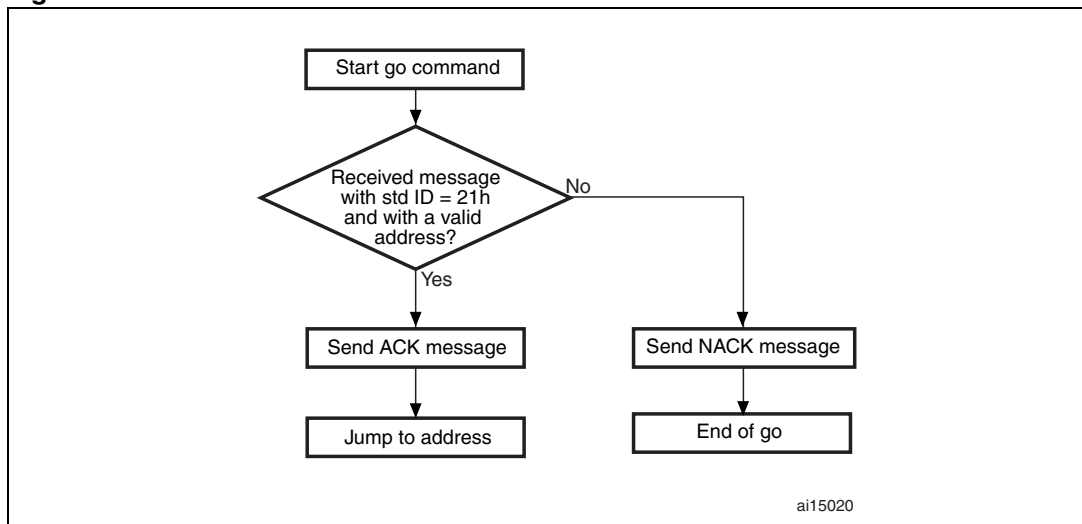 Start go command
Received message
with std ID = 21h
and with a valid
address?
No
Yes
Send ACK message
Send NACK message
Jump to address
End of go
ai15020